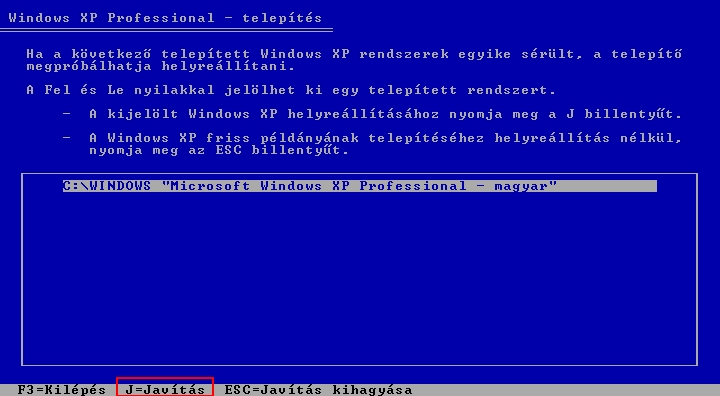 Windows XP Professional - telepítés
Ha a következő telepített Windows XP rendszerek egyike sérült, a telepítő
megpróbálhatja helyreállítani.
A Fel és Le nyilakkal jelölhet ki egy telepített rendszert.
- A kijelölt Windows XP helyreállításához nyomja meg a J billentyűt.
- A Windows XP friss példányának telepítéséhez helyreállítás nélkül,
nyomja meg az ESC billentyűt.
C:\WINDOWS "Microsoft Windows XP Professional - magyar"
F3=Kilépés J=Javítás ESC=Javítás kihagyása